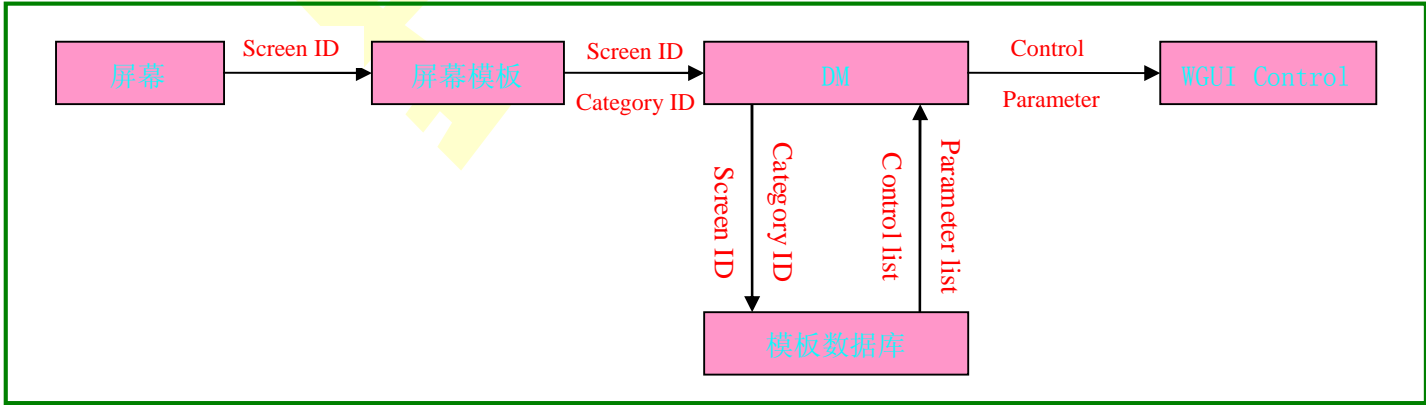 屏幕
Screen ID
屏幕模板
Screen ID
Category ID
DM
Control
Parameter
WGUI Control
Screen ID
Category ID
Control list
Parameter list
模板数据库